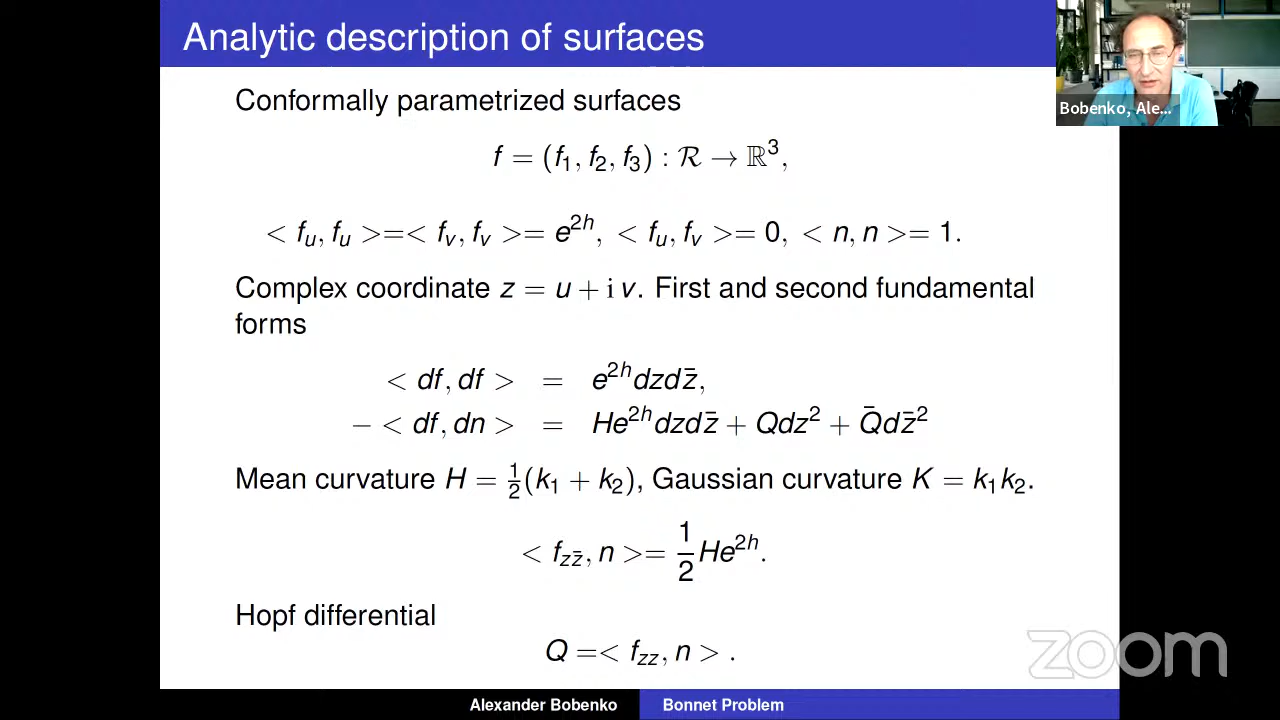 Analytic description of surfaces
Bobenko, Ale...
Conformally parametrized surfaces
f = (f₁, f₂, f₃) : ℛ → ℝ³,
< f_u, f_u >=< f_v, f_v >= e^{2h}, < f_u, f_v >= 0, < n, n >= 1.
Complex coordinate z = u + i v. First and second fundamental
forms
< df, df > = e^{2h}dzdz̄,
− < df, dn > = He^{2h}dzdz̄ + Qdz² + Q̄dz̄²
Mean curvature H = ½(k₁ + k₂), Gaussian curvature K = k₁k₂.
< f_{zz̄}, n >= ½He^{2h}.
Hopf differential
Q =< f_{zz}, n > .
zoom
Alexander Bobenko Bonnet Problem